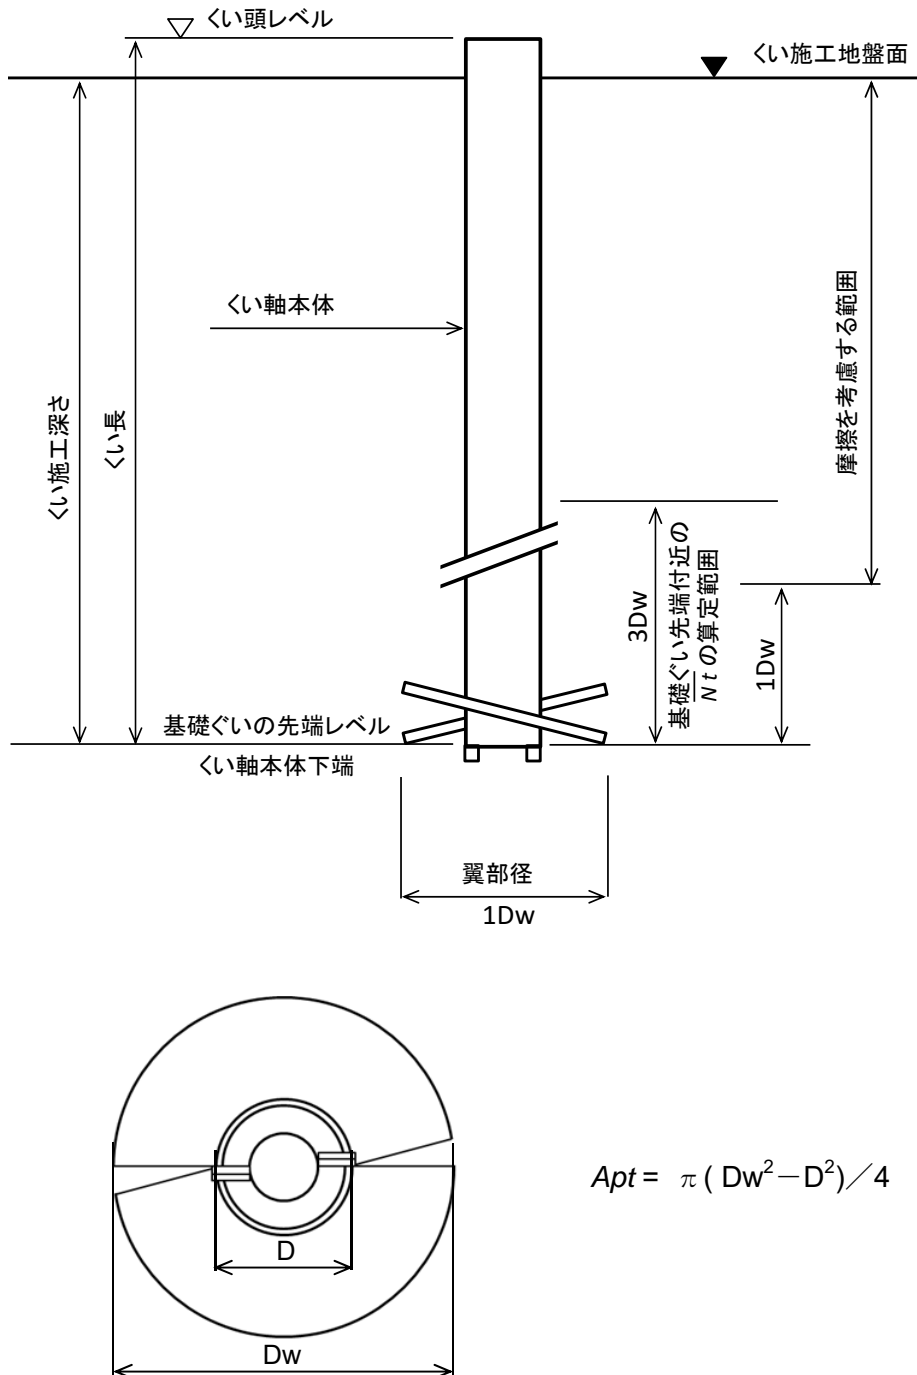 くい頭レベル
くい施工地盤面
くい軸本体
くい施工深さ
くい長
摩擦を考慮する範囲
3Dw
基礎ぐい先端付近の
Ntの算定範囲
1Dw
基礎ぐいの先端レベル
くい軸本体下端
翼部径
1Dw
D
Dw
Apt = π ( Dw²−D²)／4